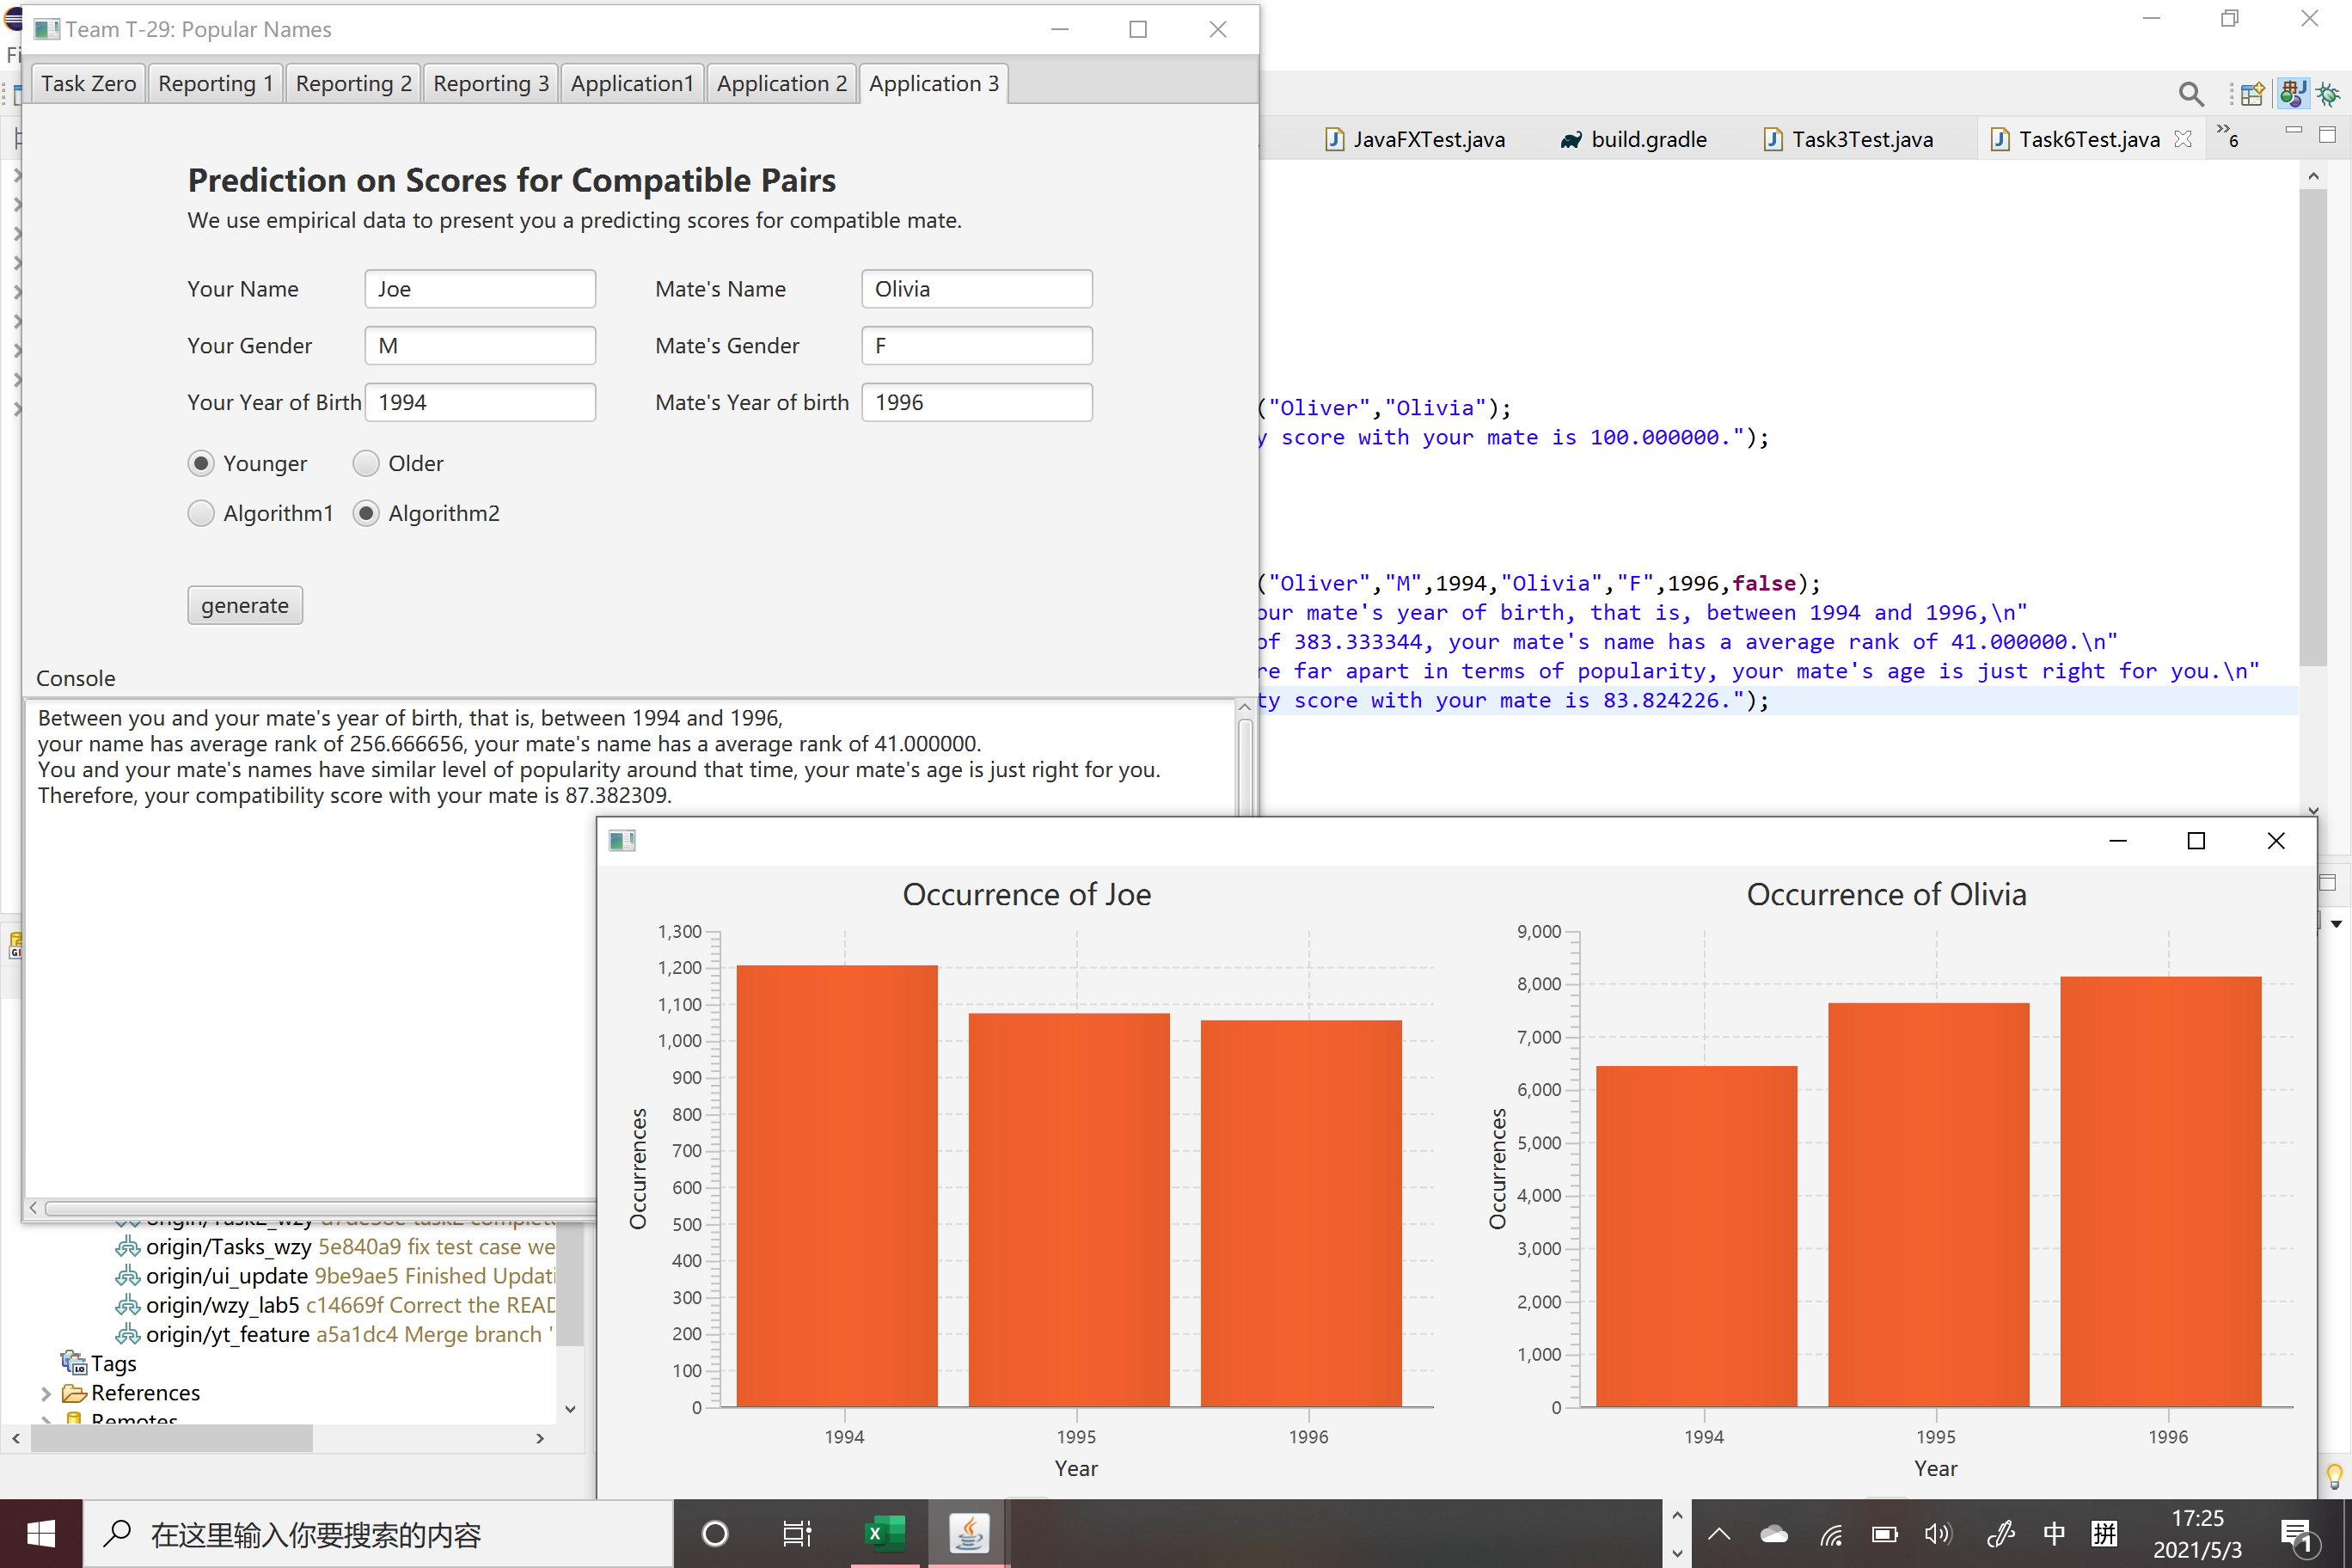 Team T-29: Popular Names
Fi
Task Zero Reporting 1 Reporting 2 Reporting 3 Application1 Application 2 Application 3
Prediction on Scores for Compatible Pairs
We use empirical data to present you a predicting scores for compatible mate.
Your Name Joe Mate's Name Olivia
Your Gender M Mate's Gender F
Your Year of Birth 1994 Mate's Year of birth 1996
Younger Older
Algorithm1 Algorithm2
generate
Console
Between you and your mate's year of birth, that is, between 1994 and 1996,
your name has average rank of 256.666656, your mate's name has a average rank of 41.000000.
You and your mate's names have similar level of popularity around that time, your mate's age is just right for you.
Therefore, your compatibility score with your mate is 87.382309.
JavaFXTest.java build.gradle Task3Test.java Task6Test.java »6
("Oliver","Olivia");
y score with your mate is 100.000000.");
("Oliver","M",1994,"Olivia","F",1996,false);
our mate's year of birth, that is, between 1994 and 1996,\n"
of 383.333344, your mate's name has a average rank of 41.000000.\n"
re far apart in terms of popularity, your mate's age is just right for you.\n"
ty score with your mate is 83.824226.");
Occurrence of Joe
1,300
1,200
1,100
1,000
900
800
700
600
500
400
300
200
100
0
Occurrences
1994 1995 1996
Year
Occurrence of Olivia
9,000
8,000
7,000
6,000
5,000
4,000
3,000
2,000
1,000
0
Occurrences
1994 1995 1996
Year
origin/Task2_wzy a7de58e task2 complete
origin/Tasks_wzy 5e840a9 fix test case we
origin/ui_update 9be9ae5 Finished Updati
origin/wzy_lab5 c14669f Correct the READ
origin/yt_feature a5a1dc4 Merge branch '
Tags
References
Remotes
在这里输入你要搜索的内容
中 拼
17:25
2021/5/3
1